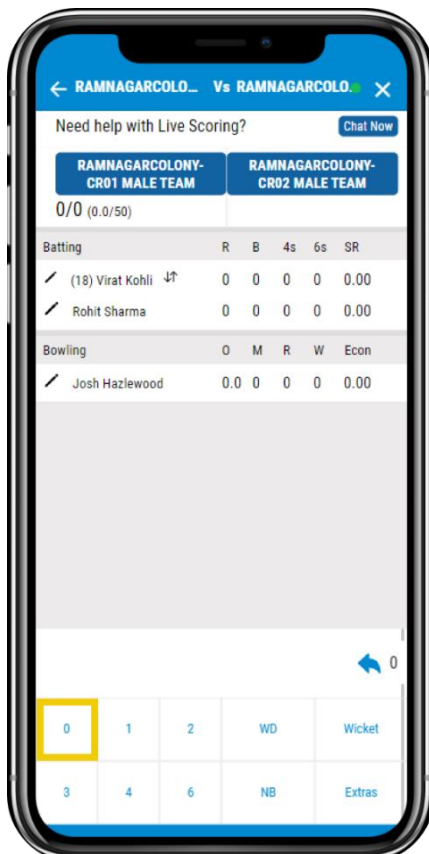 RAMNAGARCOLO... Vs RAMNAGARCOLO..
Need help with Live Scoring? Chat Now
RAMNAGARCOLONY-
CR01 MALE TEAM
RAMNAGARCOLONY-
CR02 MALE TEAM
0/0 (0.0/50)
Batting R B 4s 6s SR
(18) Virat Kohli 0 0 0 0 0.00
Rohit Sharma 0 0 0 0 0.00
Bowling O M R W Econ
Josh Hazlewood 0.0 0 0 0 0.00
0
0 1 2 WD Wicket
3 4 6 NB Extras